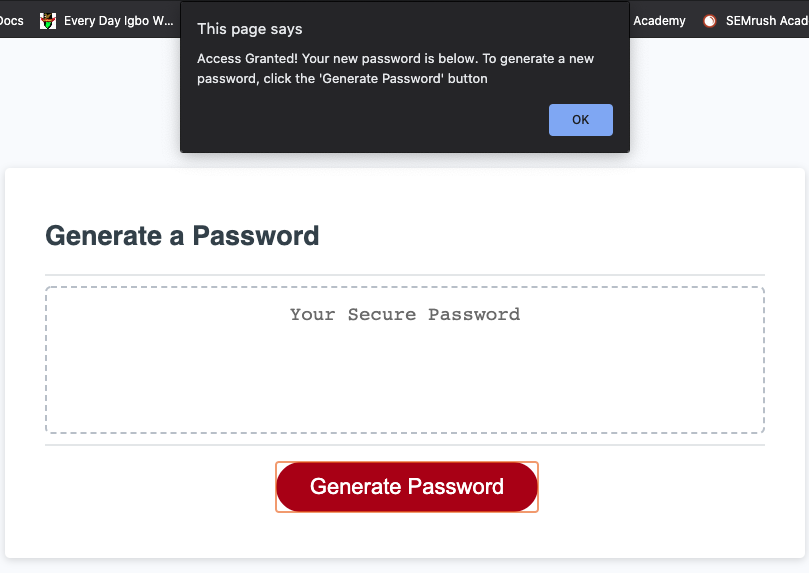 Docs Every Day Igbo W... Academy SEMrush Acad
This page says
Access Granted! Your new password is below. To generate a new
password, click the 'Generate Password' button
OK
Generate a Password
Your Secure Password
Generate Password